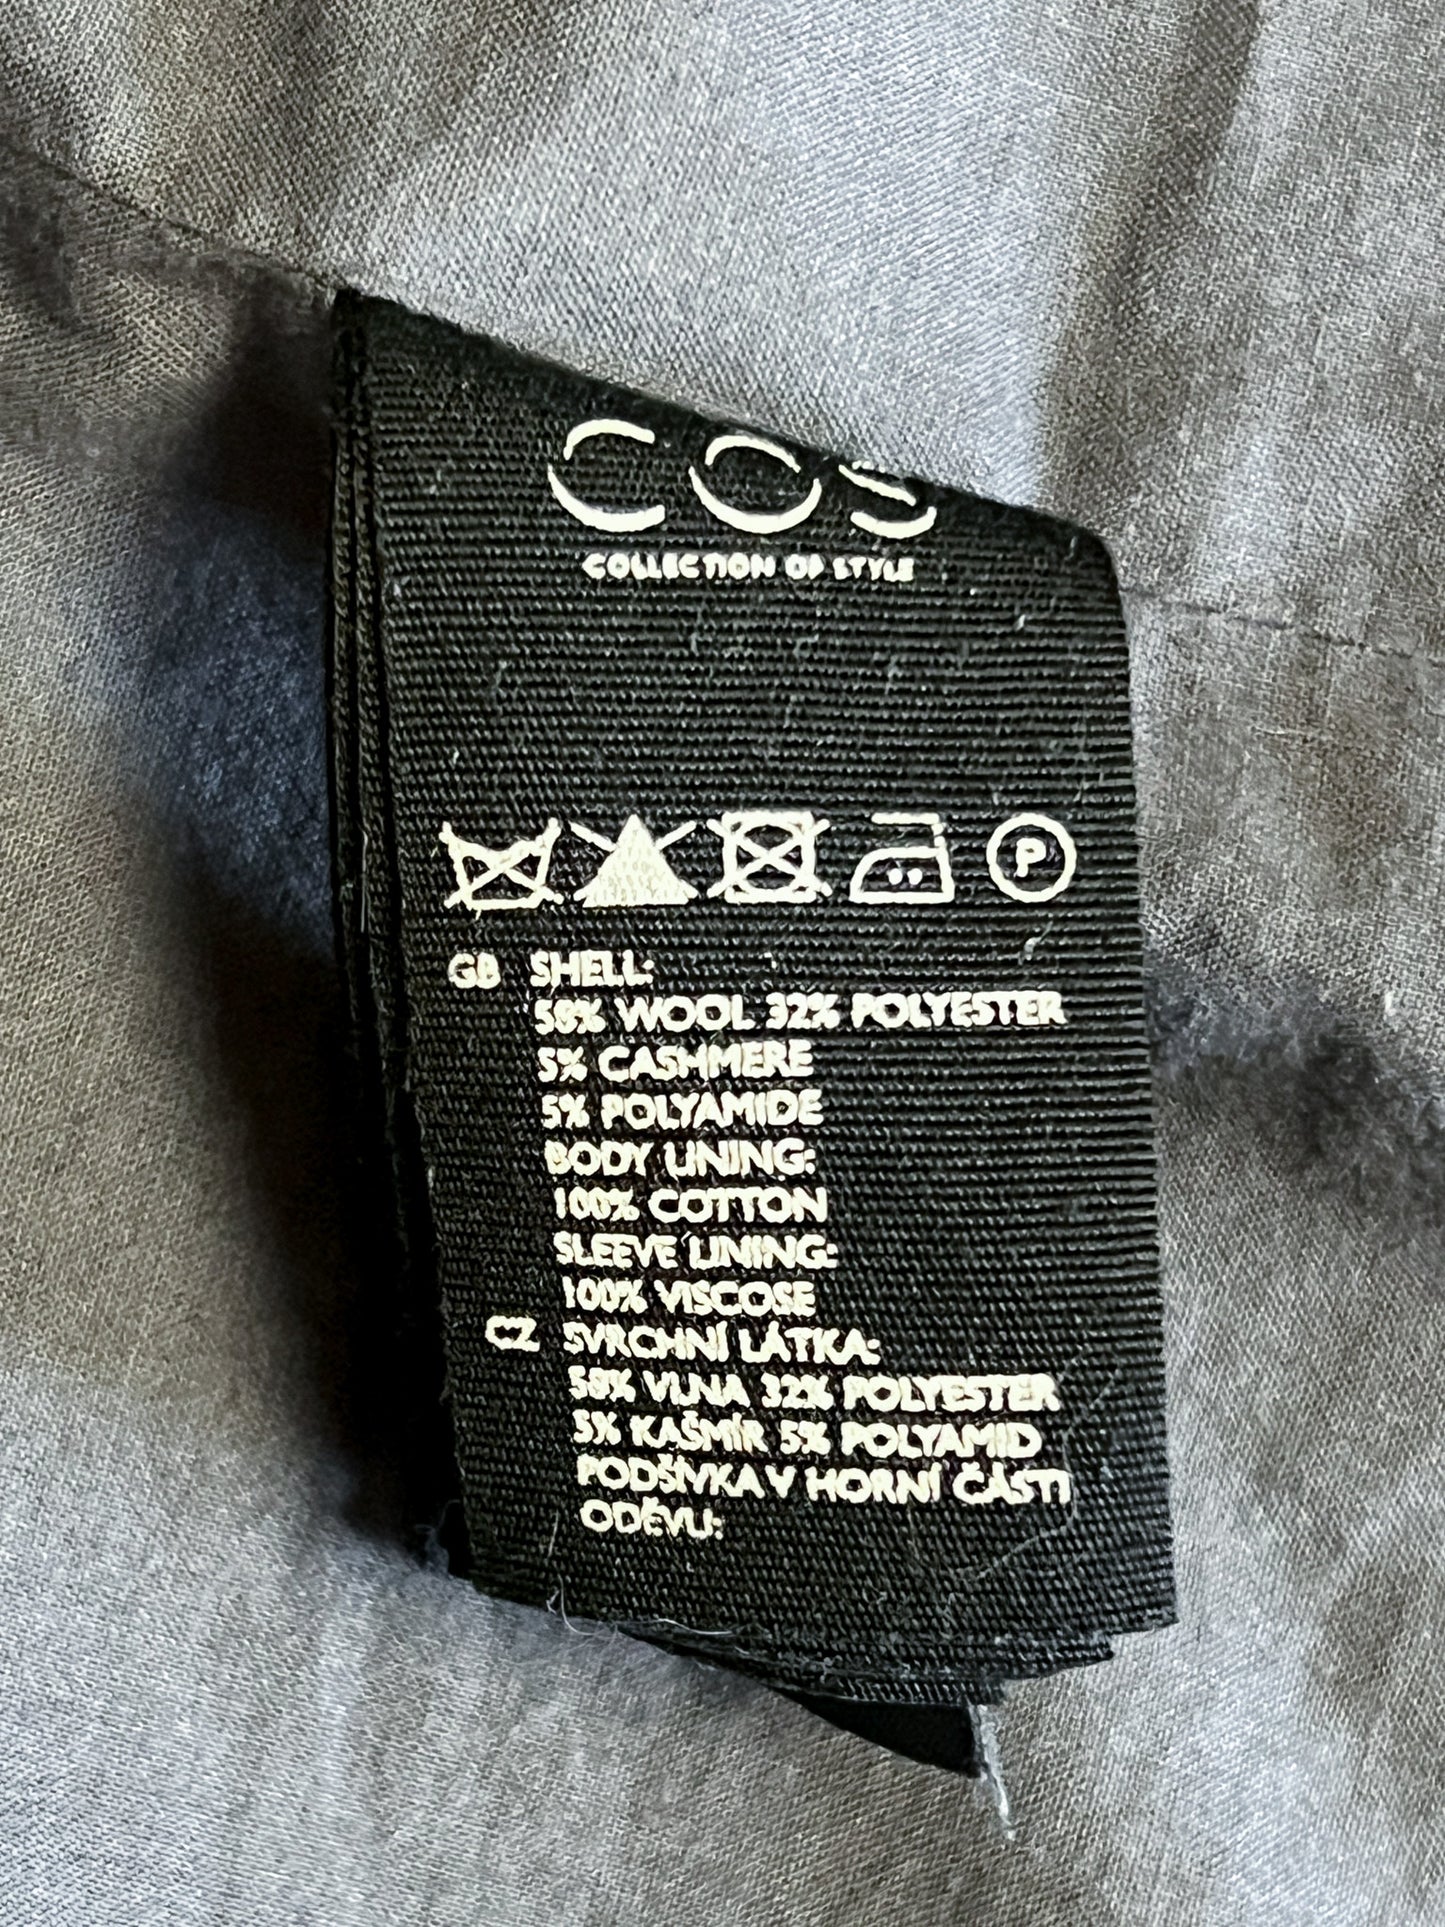 COS
COLLECTION OF STYLE
P
GB SHELL:
58% WOOL 32% POLYESTER
5% CASHMERE
5% POLYAMIDE
BODY LINING:
100% COTTON
SLEEVE LINING:
100% VISCOSE
CZ SVRCHNÍ LÁTKA:
58% VLNA 32% POLYESTER
5% KAŠMÍR 5% POLYAMID
PODŠÍVKA V HORNÍ ČÁSTI
ODĚVU: